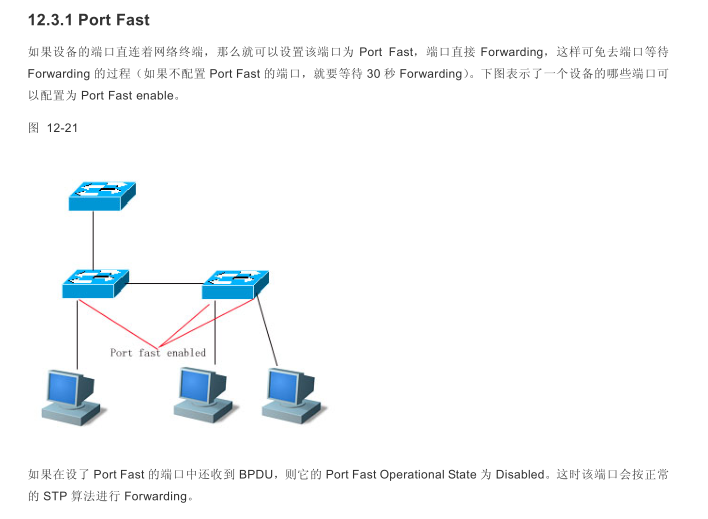 12.3.1 Port Fast
如果设备的端口直连着网络终端，那么就可以设置该端口为 Port Fast，端口直接 Forwarding，这样可免去端口等待
Forwarding 的过程（如果不配置 Port Fast 的端口，就要等待 30 秒 Forwarding）。下图表示了一个设备的哪些端口可
以配置为 Port Fast enable。
图 12-21
Port fast enabled
如果在设了 Port Fast 的端口中还收到 BPDU，则它的 Port Fast Operational State 为 Disabled。这时该端口会按正常
的 STP 算法进行 Forwarding。